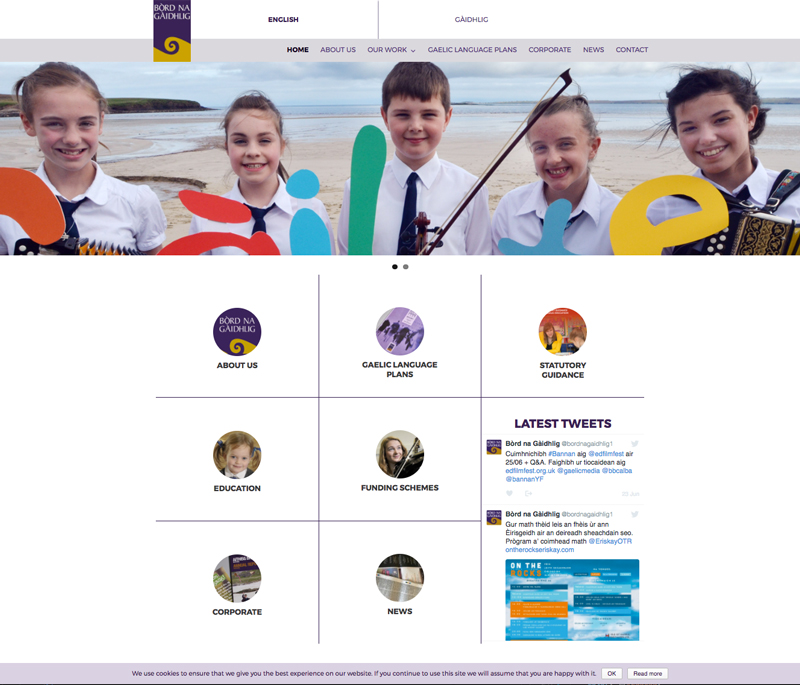 BÒRD NA
GÀIDHLIG
ENGLISH
GÀIDHLIG
HOME
ABOUT US
OUR WORK
GAELIC LANGUAGE PLANS
CORPORATE
NEWS
CONTACT
fàilte
BÒRD NA
GÀIDHLIG
ABOUT US
GAELIC LANGUAGE
PLANS
STATUTORY
GUIDANCE
EDUCATION
FUNDING SCHEMES
LATEST TWEETS
Bòrd na Gàidhlig @bordnagaidhlig1
Cuimhnichibh #Bannan aig @edfilmfest air
25/06 + Q&A. Faighibh ur tiocaidean aig
edfilmfest.org.uk @gaelicmedia @bbcalba
@bannanYF
20 Jun
Bòrd na Gàidhlig @bordnagaidhlig1
Gur math thèid leis an fhèis ùr ann
Èirisgeidh air an deireadh sheachdain seo.
Prògram a' coimhead math @EriskayOTR
ontherockseriskay.com
ON THE
ROCKS
CORPORATE
NEWS
We use cookies to ensure that we give you the best experience on our website. If you continue to use this site we will assume that you are happy with it.
OK
Read more